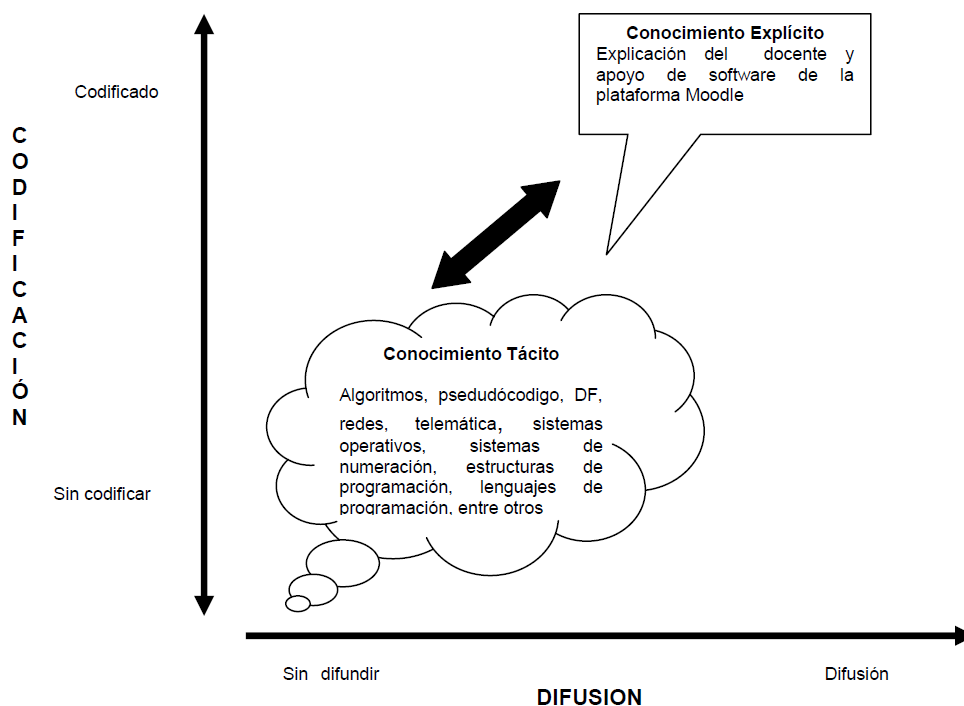 Conocimiento Explícito
Explicación del docente y
apoyo de software de la
plataforma Moodle
Codificado
CODIFICACIÓN
Conocimiento Tácito
Algoritmos, psedudócodigo, DF,
redes, telemática, sistemas
operativos, sistemas de
numeración, estructuras de
programación, lenguajes de
programación, entre otros
Sin codificar
Sin difundir
Difusión
DIFUSION